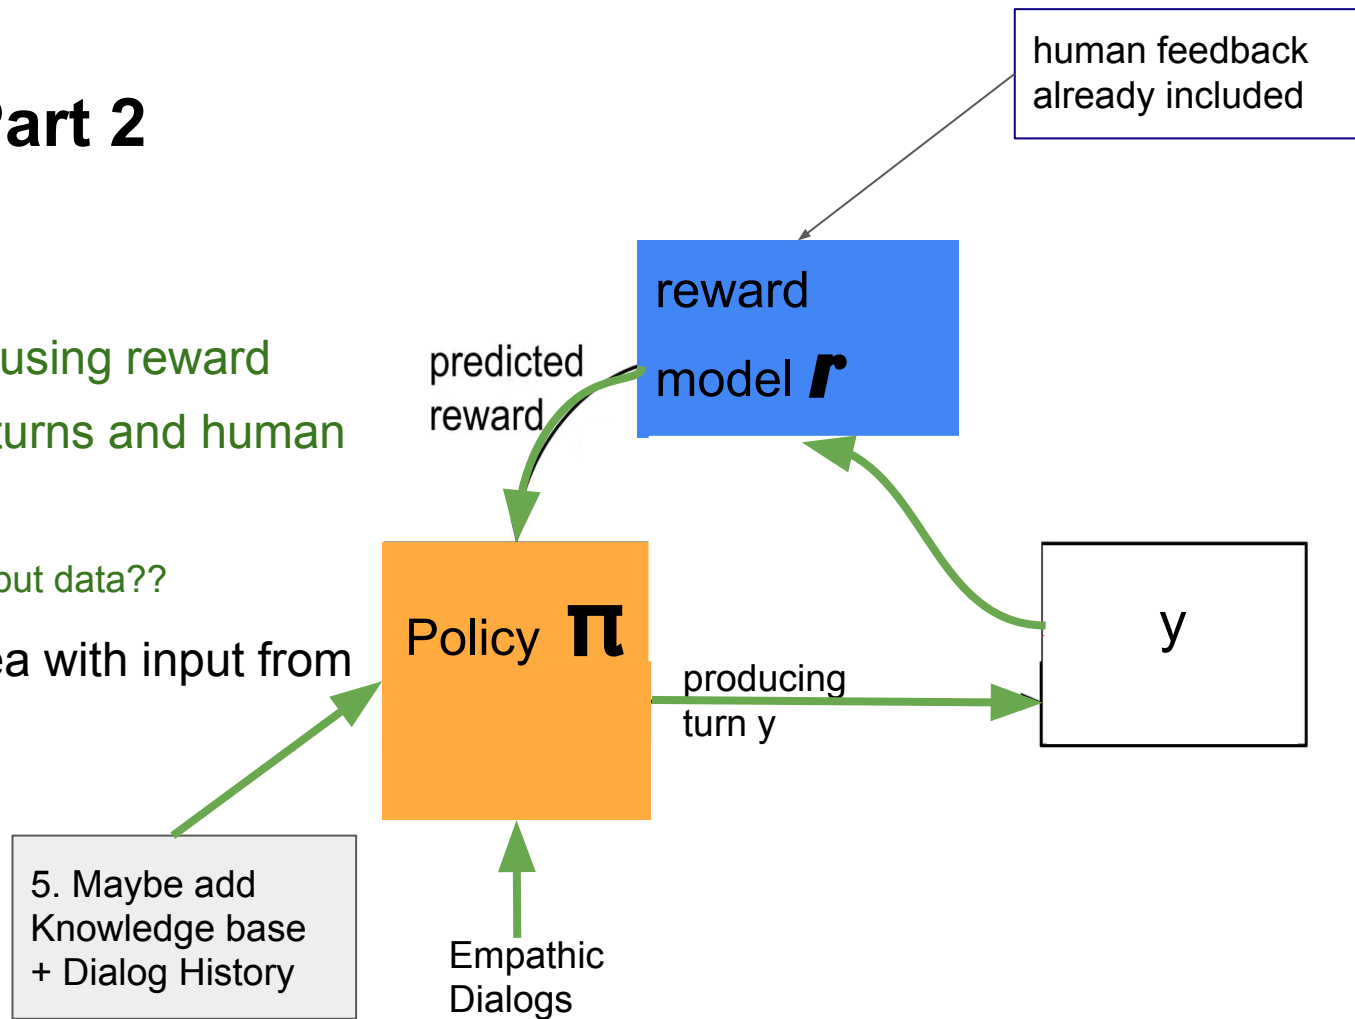 Part 2
human feedback
already included
reward
model r
using reward
turns and human
predicted
reward
put data??
ea with input from
Policy π
producing
turn y
y
5. Maybe add
Knowledge base
+ Dialog History
Empathic
Dialogs